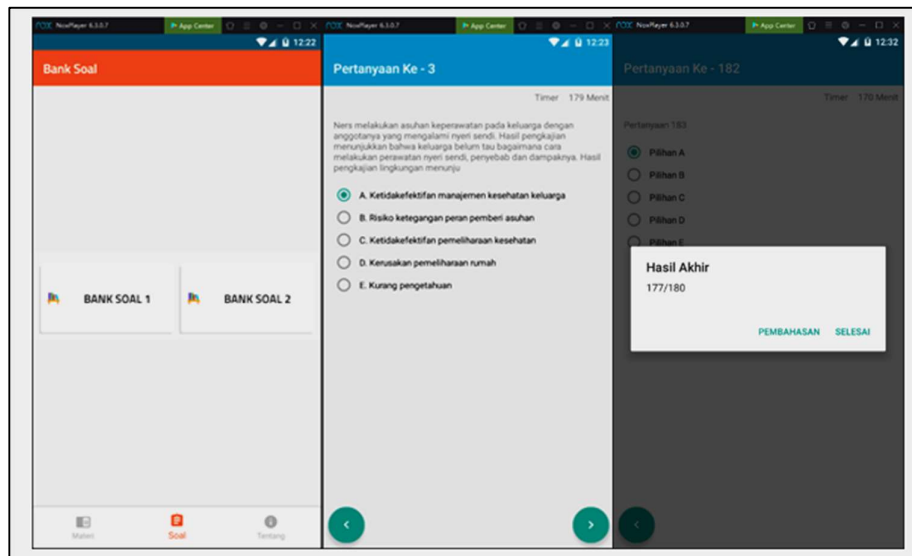 NOX NoxPlayer 6.3.0.7
App Center
12:22
Bank Soal
BANK SOAL 1
BANK SOAL 2
Materi
Soal
Tentang
NOX NoxPlayer 6.3.0.7
App Center
12:23
Pertanyaan Ke - 3
Timer 179 Menit
Ners melakukan asuhan keperawatan pada keluarga dengan
anggotanya yang mengalami nyeri sendi. Hasil pengkajian
menunjukkan bahwa keluarga belum tau bagaimana cara
melakukan perawatan nyeri sendi, penyebab dan dampaknya. Hasil
pengkajian lingkungan menunju
A. Ketidakefektifan manajemen kesehatan keluarga
B. Risiko ketegangan peran pemberi asuhan
C. Ketidakefektifan pemeliharaan kesehatan
D. Kerusakan pemeliharaan rumah
E. Kurang pengetahuan
NOX NoxPlayer 6.3.0.7
App Center
12:32
Pertanyaan Ke - 182
Timer 170 Menit
Pertanyaan 183
Pilihan A
Pilihan B
Pilihan C
Pilihan D
Pilihan E
Hasil Akhir
177/180
PEMBAHASAN SELESAI